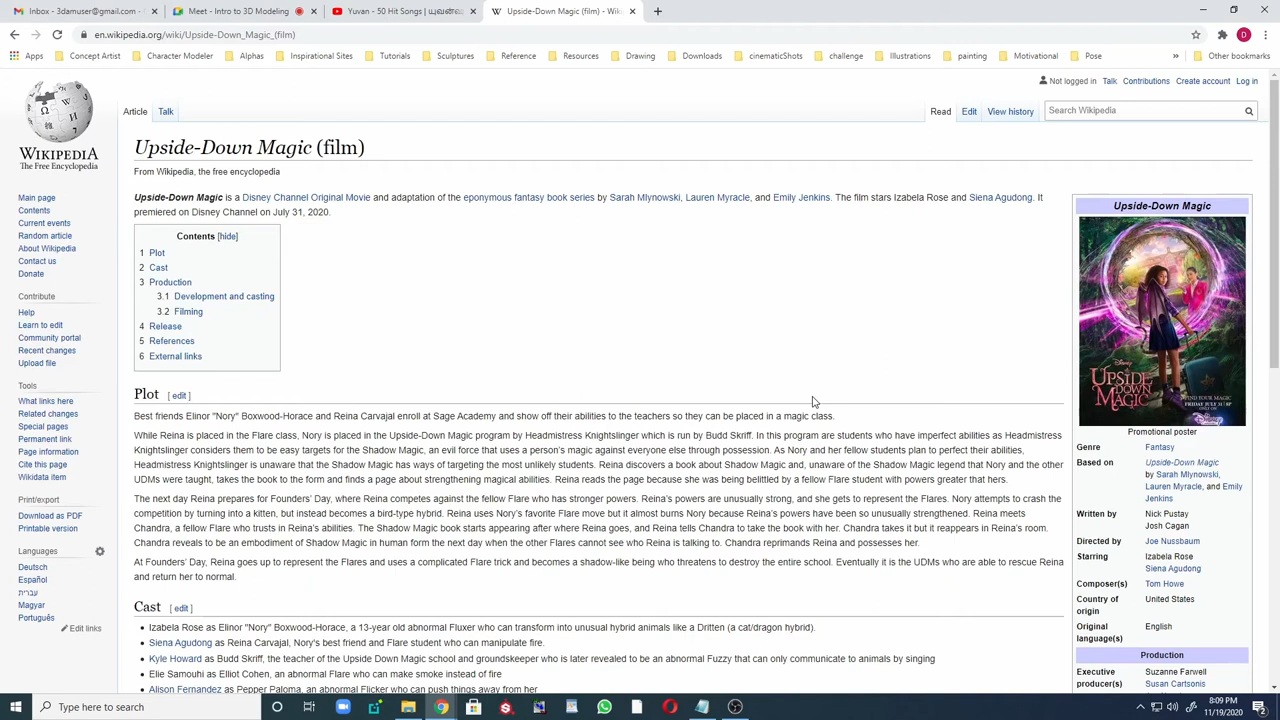 Inbox - 3damuser@gmail.com
Meet - Intro to 3D Modeling
Yuvan - 50 Hit Songs |
Upside-Down Magic (film) - Wiki
en.wikipedia.org/wiki/Upside-Down_Magic_(film)
D
Apps Concept Artist Character Modeler Alphas Inspirational Sites Tutorials Sculptures Reference Resources Drawing Downloads cinematicShots challenge Illustrations painting Motivational Pose » Other bookmarks
Not logged in Talk Contributions Create account Log in
Article Talk Read Edit View history Search Wikipedia
WIKIPEDIA
The Free Encyclopedia
Main page
Contents
Current events
Random article
About Wikipedia
Contact us
Donate
Contribute
Help
Learn to edit
Community portal
Recent changes
Upload file
Tools
What links here
Related changes
Special pages
Permanent link
Page information
Cite this page
Wikidata item
Print/export
Download as PDF
Printable version
Languages
Deutsch
Español
עברית
Magyar
Português
Edit links
Upside-Down Magic (film)
From Wikipedia, the free encyclopedia
Upside-Down Magic is a Disney Channel Original Movie and adaptation of the eponymous fantasy book series by Sarah Mlynowski, Lauren Myracle, and Emily Jenkins. The film stars Izabela Rose and Siena Agudong. It
premiered on Disney Channel on July 31, 2020.
Contents [hide]
1 Plot
2 Cast
3 Production
3.1 Development and casting
3.2 Filming
4 Release
5 References
6 External links
Plot [ edit ]
Best friends Elinor "Nory" Boxwood-Horace and Reina Carvajal enroll at Sage Academy and show off their abilities to the teachers so they can be placed in a magic class.
While Reina is placed in the Flare class, Nory is placed in the Upside-Down Magic program by Headmistress Knightslinger which is run by Budd Skriff. In this program are students who have imperfect abilities as Headmistress
Knightslinger considers them to be easy targets for the Shadow Magic, an evil force that uses a person's magic against everyone else through possession. As Nory and her fellow students plan to perfect their abilities,
Headmistress Knightslinger is unaware that the Shadow Magic has ways of targeting the most unlikely students. Reina discovers a book about Shadow Magic and, unaware of the Shadow Magic legend that Nory and the other
UDMs were taught, takes the book to the form and finds a page about strengthening magical abilities. Reina reads the page because she was being belittled by a fellow Flare student with powers greater that hers.
The next day Reina prepares for Founders' Day, where Reina competes against the fellow Flare who has stronger powers. Reina's powers are unusually strong, and she gets to represent the Flares. Nory attempts to crash the
competition by turning into a kitten, but instead becomes a bird-type hybrid. Reina uses Nory's favorite Flare move but it almost burns Nory because Reina's powers have been so unusually strengthened. Reina meets
Chandra, a fellow Flare who trusts in Reina's abilities. The Shadow Magic book starts appearing after where Reina goes, and Reina tells Chandra to take the book with her. Chandra takes it but it reappears in Reina's room.
Chandra reveals to be an embodiment of Shadow Magic in human form the next day when the other Flares cannot see who Reina is talking to. Chandra reprimands Reina and possesses her.
At Founders' Day, Reina goes up to represent the Flares and uses a complicated Flare trick and becomes a shadow-like being who threatens to destroy the entire school. Eventually it is the UDMs who are able to rescue Reina
and return her to normal.
Cast [ edit ]
• Izabela Rose as Elinor "Nory" Boxwood-Horace, a 13-year old abnormal Fluxer who can transform into unusual hybrid animals like a Dritten (a cat/dragon hybrid).
• Siena Agudong as Reina Carvajal, Nory's best friend and Flare student who can manipulate fire.
• Kyle Howard as Budd Skriff, the teacher of the Upside Down Magic school and groundskeeper who is later revealed to be an abnormal Fuzzy that can only communicate to animals by singing
• Elie Samouhi as Elliot Cohen, an abnormal Flare who can make smoke instead of fire
• Alison Fernandez as Pepper Paloma, an abnormal Flicker who can push things away from her
Upside-Down Magic
Disney
UPSIDE
DOWN
MAGIC
FIND YOUR MAGIC
FRIDAY JULY 31
Promotional poster
Genre Fantasy
Based on Upside-Down Magic
by Sarah Mlynowski,
Lauren Myracle, and Emily
Jenkins
Written by Nick Pustay
Josh Cagan
Directed by Joe Nussbaum
Starring Izabela Rose
Siena Agudong
Composer(s) Tom Howe
Country of United States
origin
Original English
language(s)
Production
Executive Suzanne Farwell
producer(s) Susan Cartsonis
Type here to search
8:09 PM
11/19/2020
2